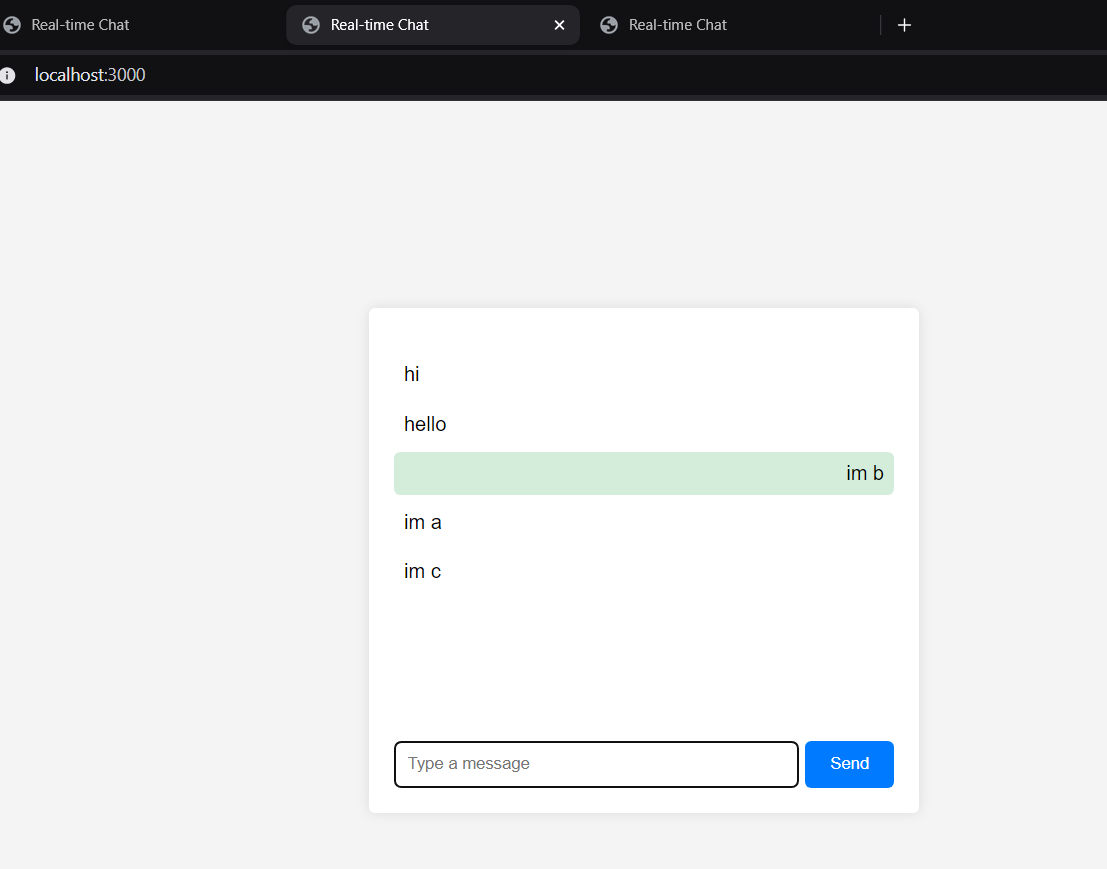 Real-time Chat
Real-time Chat
Real-time Chat
localhost:3000
hi
hello
im b
im a
im c
Type a message
Send